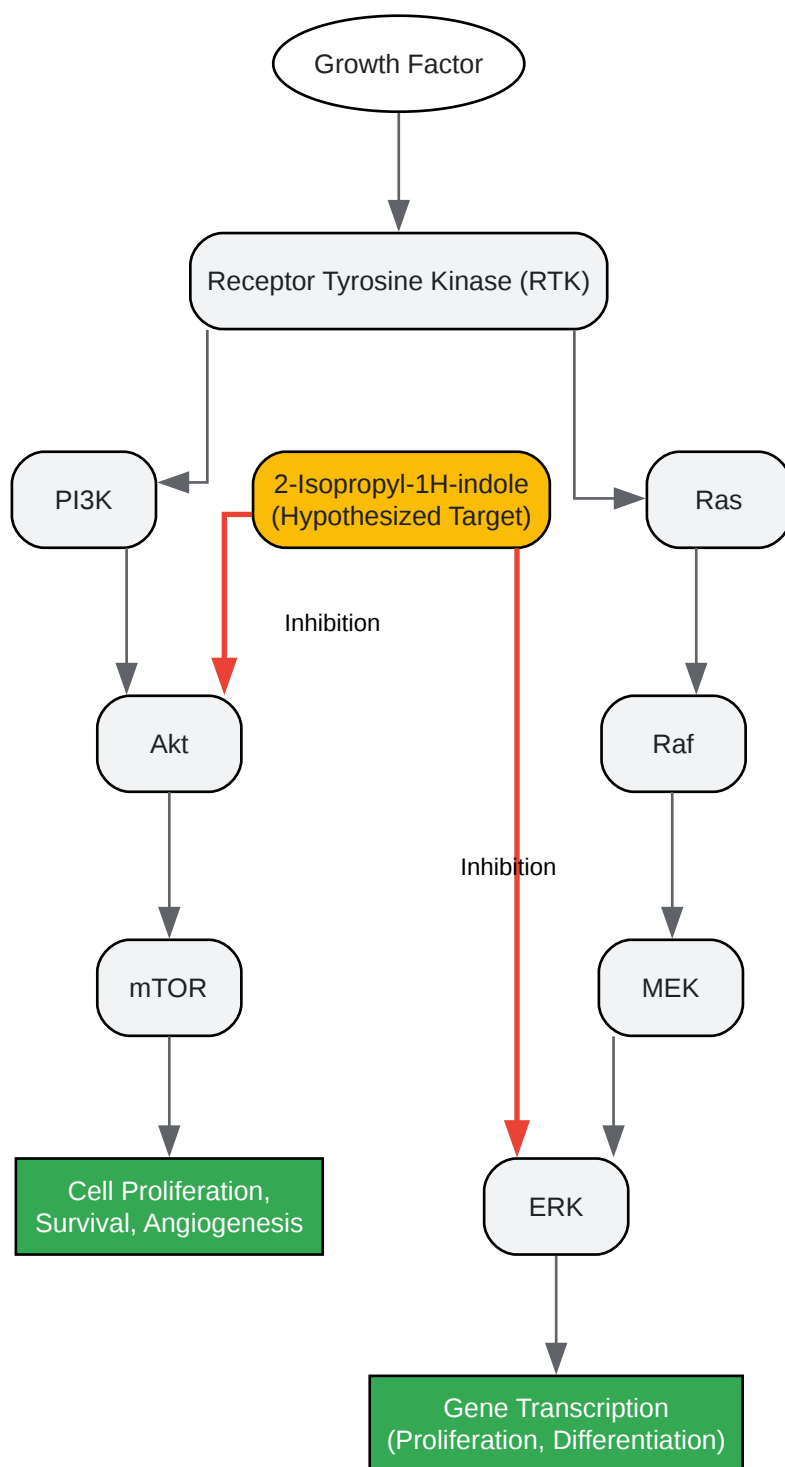 Growth Factor
Receptor Tyrosine Kinase (RTK)
PI3K
2-Isopropyl-1H-indole
(Hypothesized Target)
Ras
Inhibition
Akt
Raf
Inhibition
mTOR
MEK
Cell Proliferation,
Survival, Angiogenesis
ERK
Gene Transcription
(Proliferation, Differentiation)